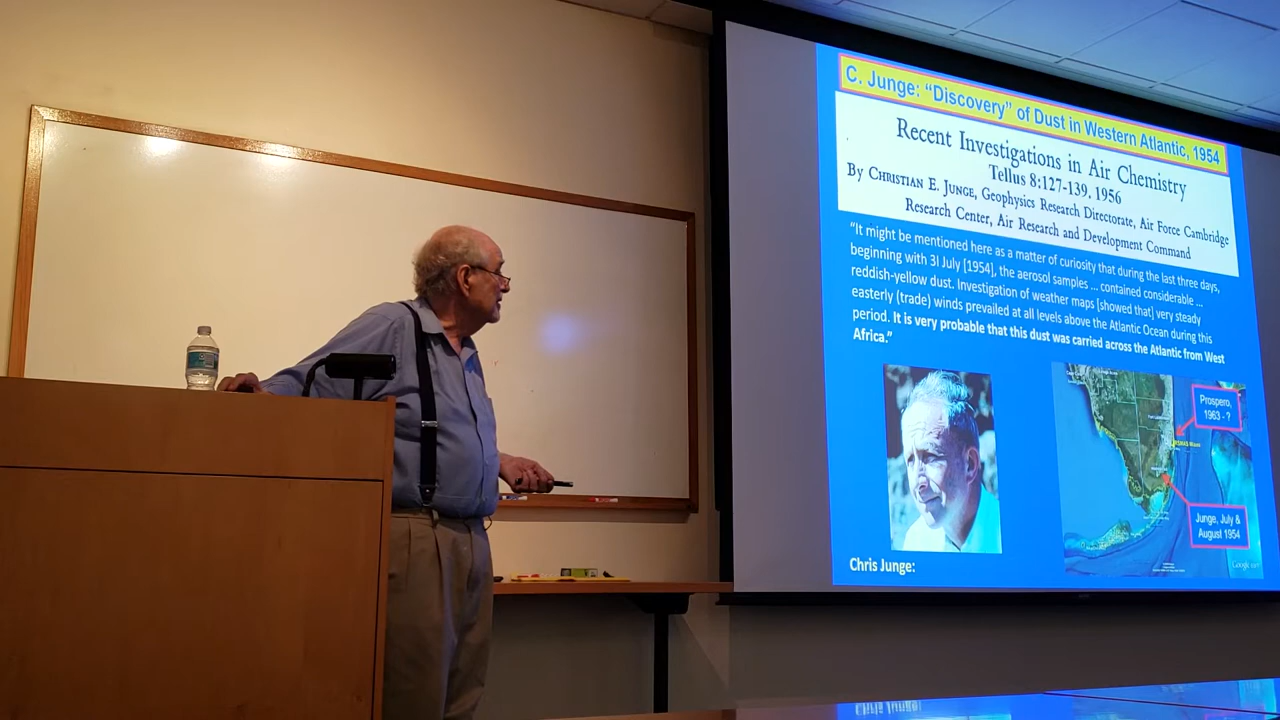 C. Junge: “Discovery” of Dust in Western Atlantic, 1954
Recent Investigations in Air Chemistry
Tellus 8:127-139, 1956
By CHRISTIAN E. JUNGE, Geophysics Research Directorate, Air Force Cambridge
Research Center, Air Research and Development Command
“It might be mentioned here as a matter of curiosity that during the last three days,
beginning with 3l July [1954], the aerosol samples ... contained considerable ...
reddish-yellow dust. Investigation of weather maps [showed that] very steady
easterly (trade) winds prevailed at all levels above the Atlantic Ocean during this
period. It is very probable that this dust was carried across the Atlantic from West
Africa.”
Prospero,
1963 - ?
RSMAS Miami
Junge, July &
August 1954
Google
Chris Junge: